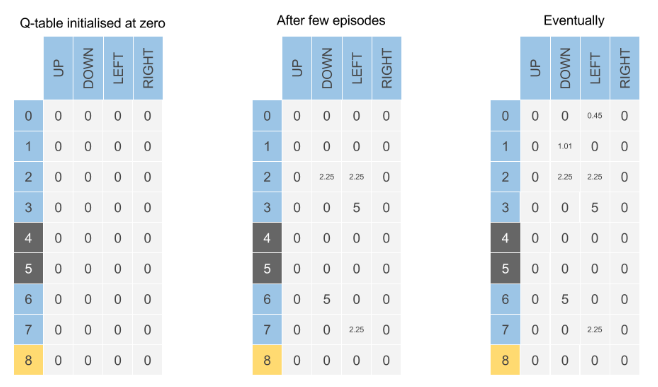 Q-table initialised at zero
UP DOWN LEFT RIGHT
0 0 0 0 0
1 0 0 0 0
2 0 0 0 0
3 0 0 0 0
4 0 0 0 0
5 0 0 0 0
6 0 0 0 0
7 0 0 0 0
8 0 0 0 0
After few episodes
UP DOWN LEFT RIGHT
0 0 0 0 0
1 0 0 0 0
2 0 2.25 2.25 0
3 0 0 5 0
4 0 0 0 0
5 0 0 0 0
6 0 5 0 0
7 0 0 2.25 0
8 0 0 0 0
Eventually
UP DOWN LEFT RIGHT
0 0 0 0.45 0
1 0 1.01 0 0
2 0 2.25 2.25 0
3 0 0 5 0
4 0 0 0 0
5 0 0 0 0
6 0 5 0 0
7 0 0 2.25 0
8 0 0 0 0